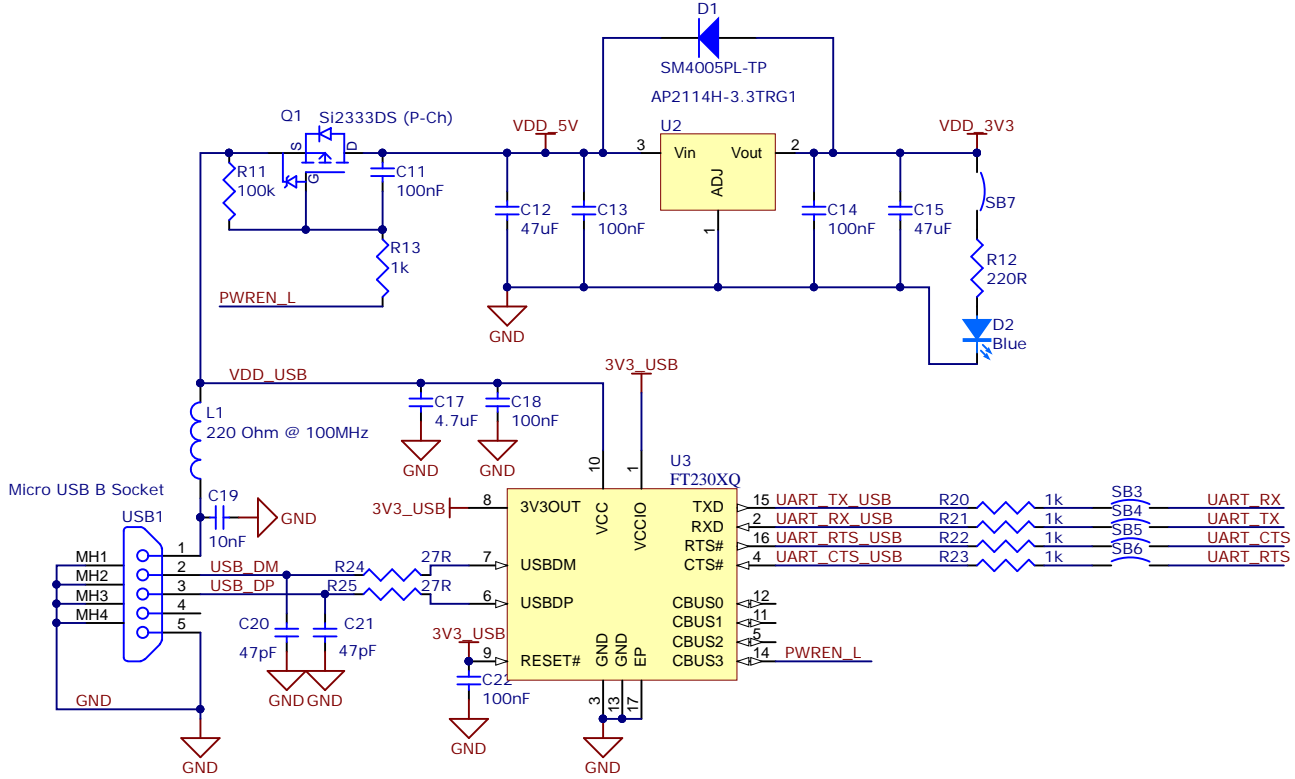 D1
SM4005PL-TP
AP2114H-3.3TRG1
Q1 Si2333DS (P-Ch)
VDD_5V
U2
VDD_3V3
S D
G
3 Vin Vout 2
ADJ
1
R11
100k
C11
100nF
C12
47uF
C13
100nF
C14
100nF
C15
47uF
SB7
R13
1k
R12
220R
PWREN_L
GND
D2
Blue
3V3_USB
VDD_USB
C17
4.7uF
C18
100nF
GND
GND
L1
220 Ohm @ 100MHz
U3
FT230XQ
10
1
Micro USB B Socket
USB1
C19
10nF
GND
3V3_USB
8 3V3OUT
VCC
VCCIO
TXD 15 UART_TX_USB R20 1k SB3 UART_RX
RXD 2 UART_RX_USB R21 1k SB4 UART_TX
RTS# 16 UART_RTS_USB R22 1k SB5 UART_CTS
CTS# 4 UART_CTS_USB R23 1k SB6 UART_RTS
MH1
MH2
MH3
MH4
1
2 USB_DM R24 27R 7 USBDM
3 USB_DP R25 27R 6 USBDP
4
5
CBUS0 12
CBUS1 11
CBUS2 5
CBUS3 14 PWREN_L
C20
47pF
C21
47pF
GND
GND
3V3_USB
9 RESET#
C22
100nF
GND
GND
GND
EP
3
13
17
GND
GND
GND